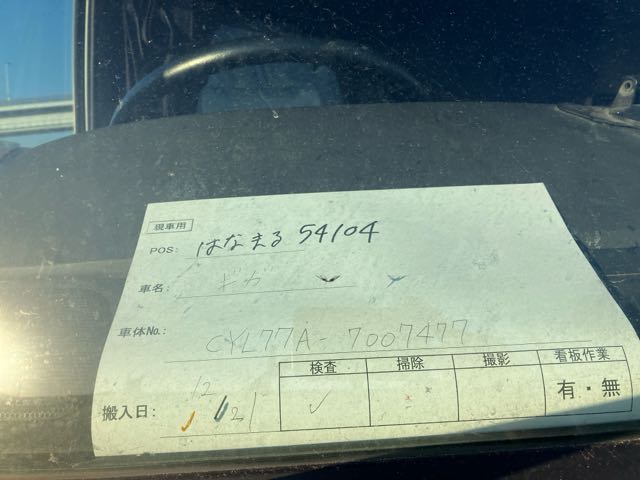 現車用
POS: はなまる 54104
車名: ギガ
車体No.: CYL77A-7007477
検査 掃除 撮影 看板作業
搬入日: 12/21 ✓ 有・無